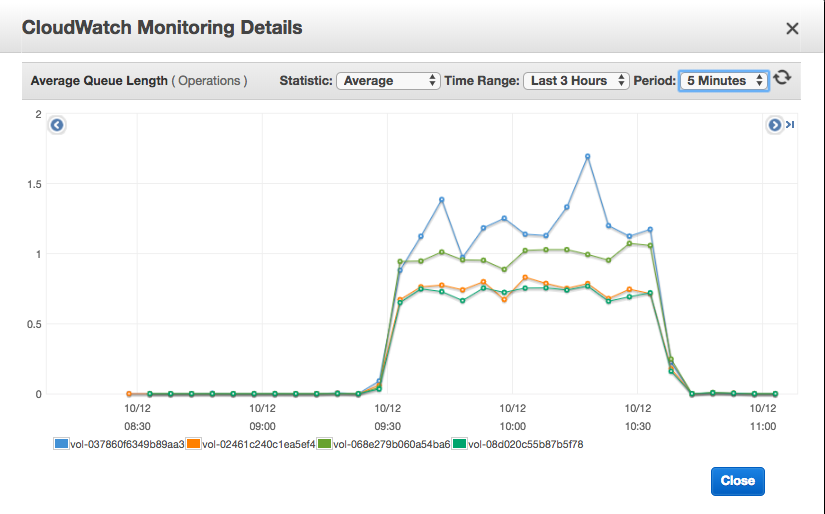 CloudWatch Monitoring Details
Average Queue Length ( Operations ) Statistic: Average Time Range: Last 3 Hours Period: 5 Minutes
2
1.5
1
0.5
0
10/12 10/12 10/12 10/12 10/12 10/12
08:30 09:00 09:30 10:00 10:30 11:00
vol-037860f6349b89aa3 vol-02461c240c1ea5ef4 vol-068e279b060a54ba6 vol-08d020c55b87b5f78
Close